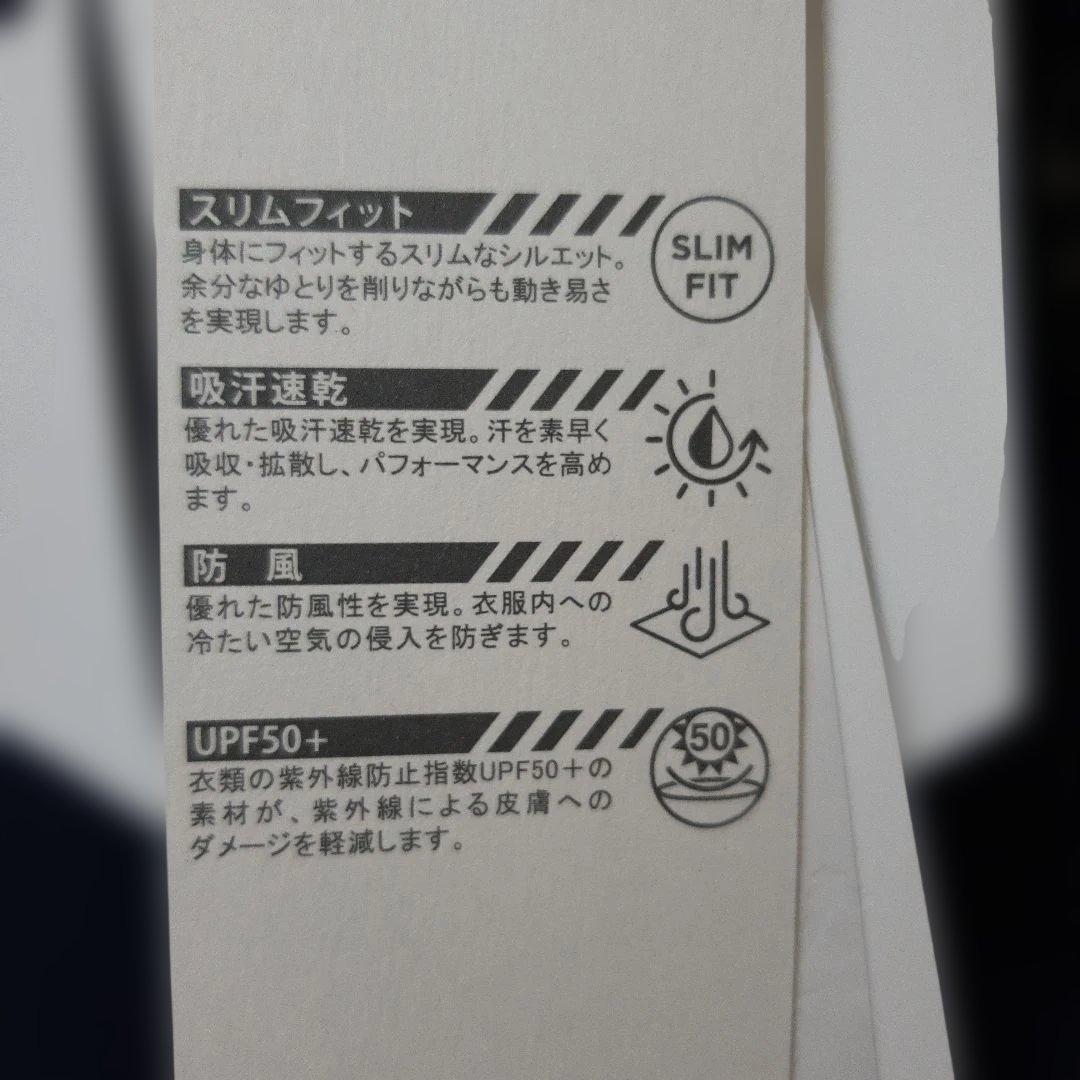 スリムフィット
身体にフィットするスリムなシルエット。
余分なゆとりを削りながらも動き易さ
を実現します。
SLIM
FIT
吸汗速乾
優れた吸汗速乾を実現。汗を素早く
吸収・拡散し、パフォーマンスを高め
ます。
防 風
優れた防風性を実現。衣服内への
冷たい空気の侵入を防ぎます。
UPF50+
衣類の紫外線防止指数UPF50+の
素材が、紫外線による皮膚への
ダメージを軽減します。
50